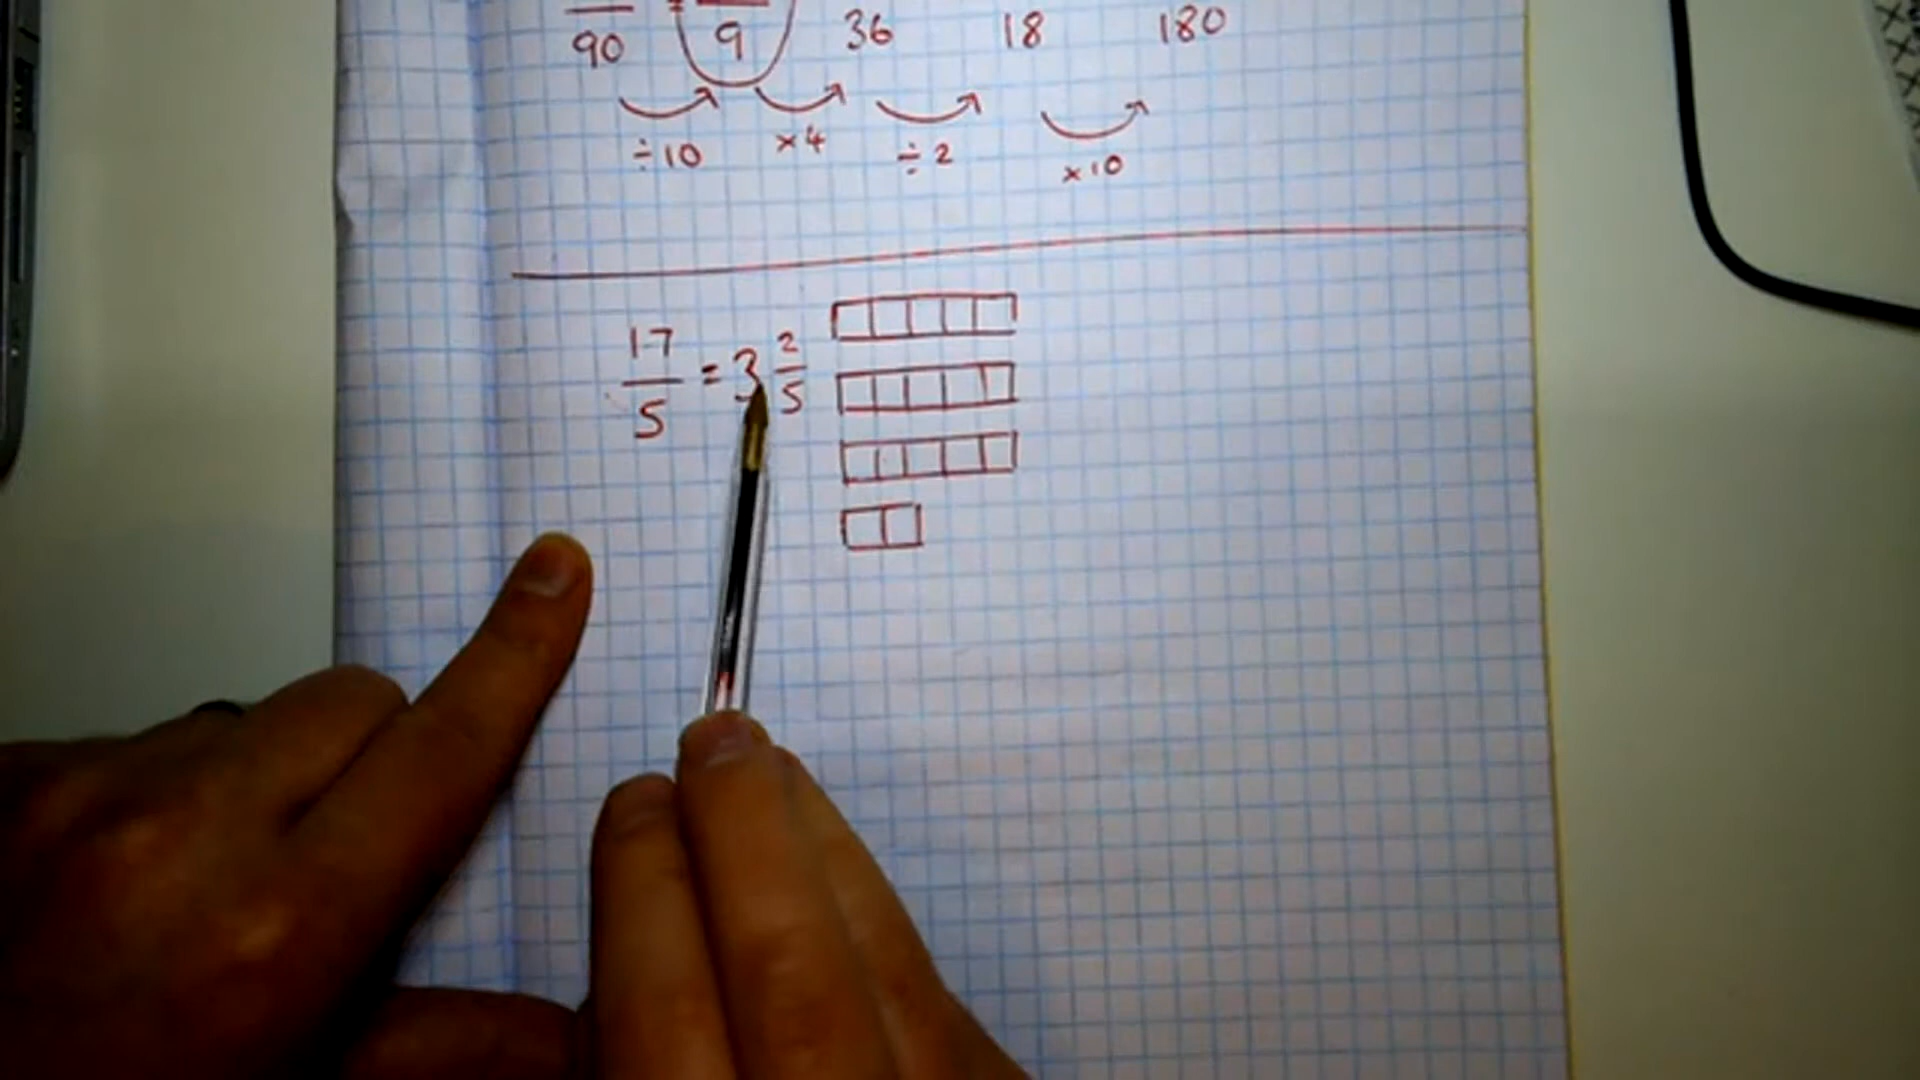 90 = 9 36 18 180
÷10 ×4 ÷2 ×10
17/5 = 3 2/5